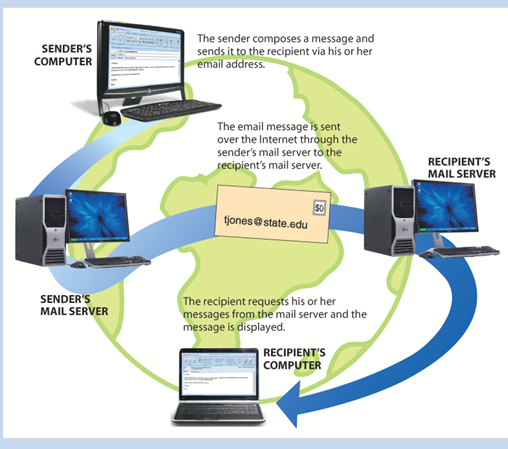 SENDER'S
COMPUTER
The sender composes a message and
sends it to the recipient via his or her
email address.
The email message is sent
over the Internet through the
sender's mail server to the
recipient's mail server.
RECIPIENT'S
MAIL SERVER
$0
tjones@state.edu
SENDER'S
MAIL SERVER
The recipient requests his or her
messages from the mail server and the
message is displayed.
RECIPIENT'S
COMPUTER